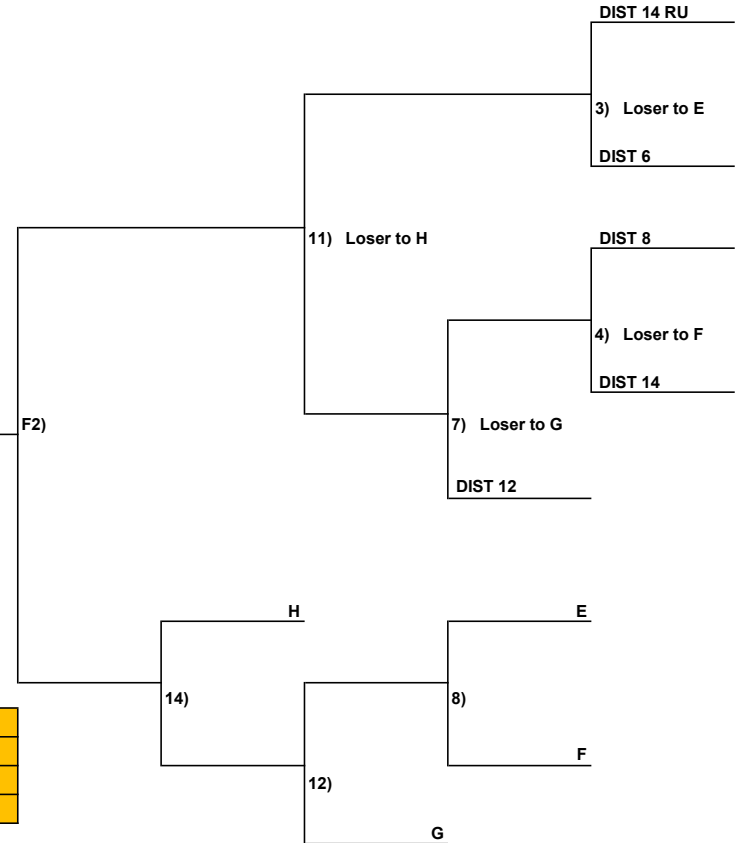 DIST 14 RU
3) Loser to E
DIST 6
11) Loser to H
DIST 8
4) Loser to F
DIST 14
F2)
7) Loser to G
DIST 12
H
E
14)
8)
F
12)
G